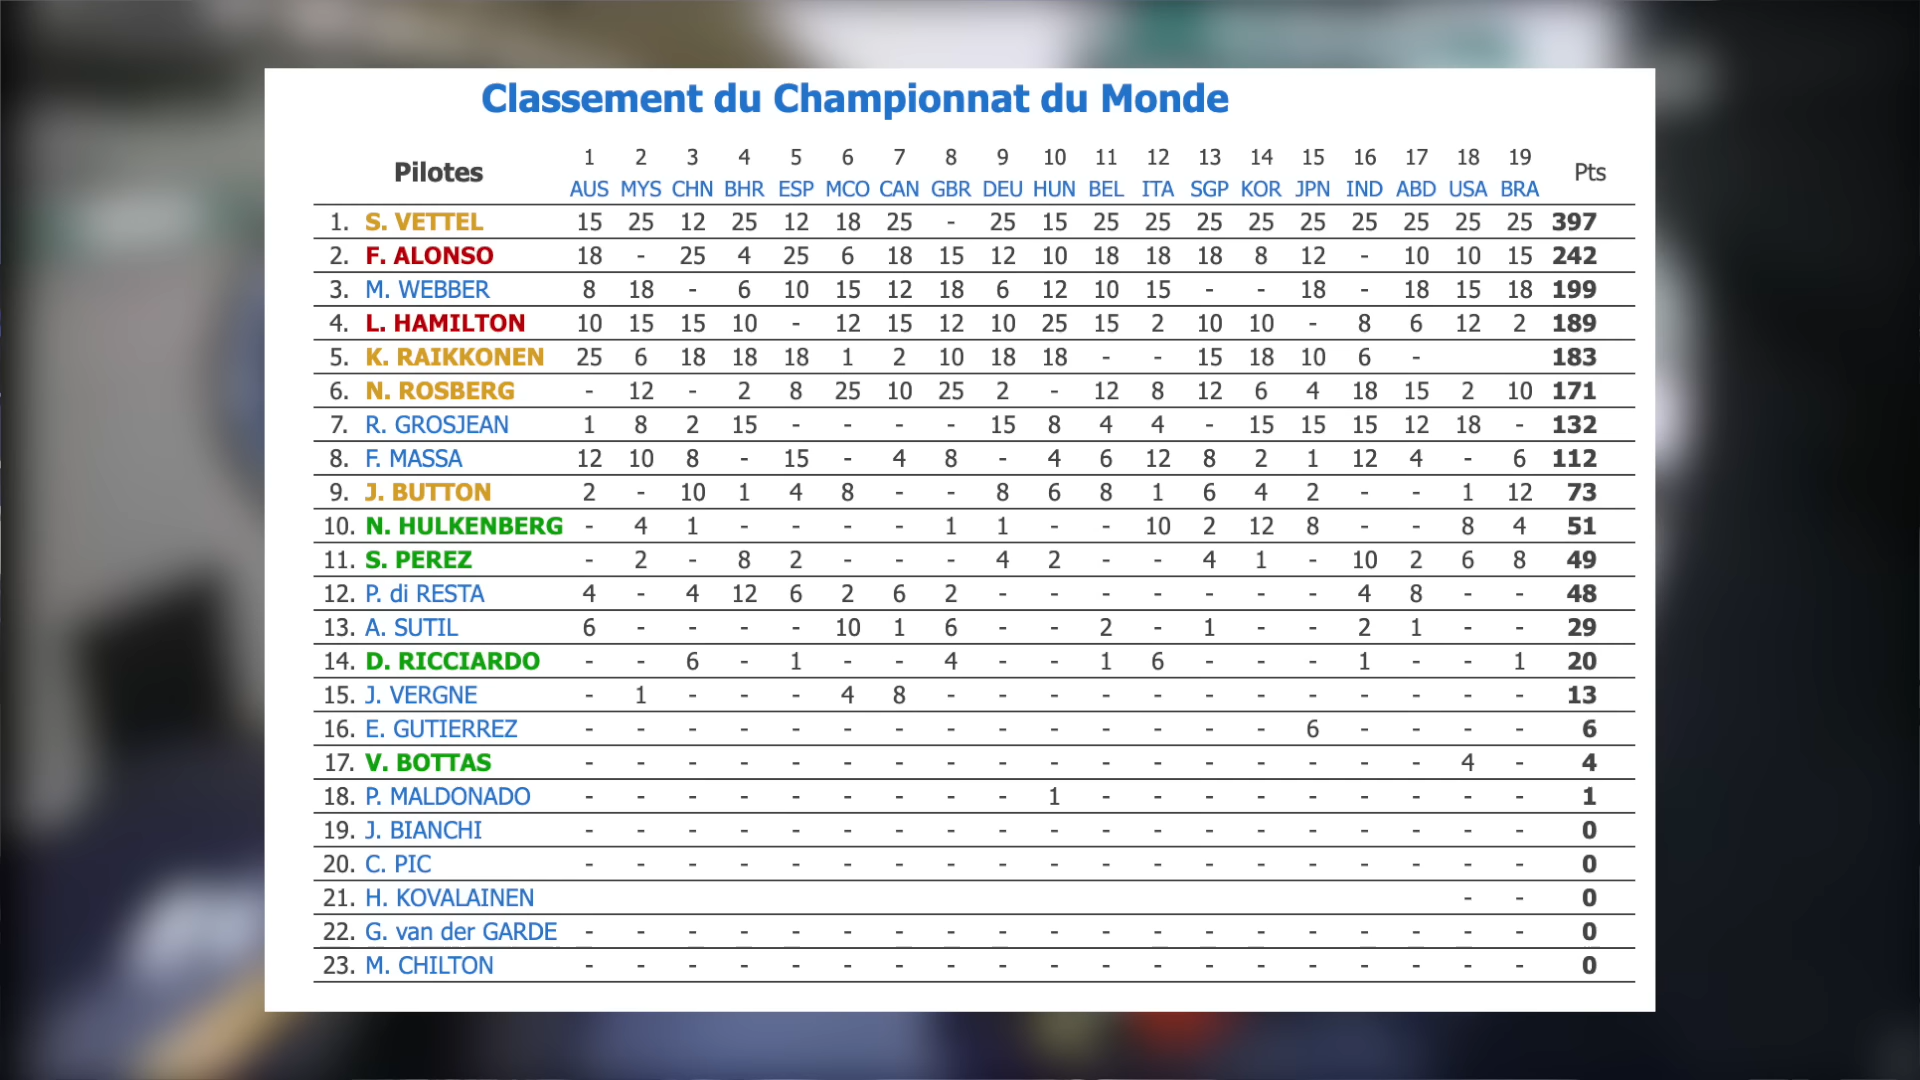 Classement du Championnat du Monde
1 2 3 4 5 6 7 8 9 10 11 12 13 14 15 16 17 18 19
Pilotes Pts
AUS MYS CHN BHR ESP MCO CAN GBR DEU HUN BEL ITA SGP KOR JPN IND ABD USA BRA
1. S. VETTEL 15 25 12 25 12 18 25 - 25 15 25 25 25 25 25 25 25 25 25 397
2. F. ALONSO 18 - 25 4 25 6 18 15 12 10 18 18 18 8 12 - 10 10 15 242
3. M. WEBBER 8 18 - 6 10 15 12 18 6 12 10 15 - - 18 - 18 15 18 199
4. L. HAMILTON 10 15 15 10 - 12 15 12 10 25 15 2 10 10 - 8 6 12 2 189
5. K. RAIKKONEN 25 6 18 18 18 1 2 10 18 18 - - 15 18 10 6 - 183
6. N. ROSBERG - 12 - 2 8 25 10 25 2 - 12 8 12 6 4 18 15 2 10 171
7. R. GROSJEAN 1 8 2 15 - - - - 15 8 4 4 - 15 15 15 12 18 - 132
8. F. MASSA 12 10 8 - 15 - 4 8 - 4 6 12 8 2 1 12 4 - 6 112
9. J. BUTTON 2 - 10 1 4 8 - - 8 6 8 1 6 4 2 - - 1 12 73
10. N. HULKENBERG - 4 1 - - - - 1 1 - - 10 2 12 8 - - 8 4 51
11. S. PEREZ - 2 - 8 2 - - - 4 2 - - 4 1 - 10 2 6 8 49
12. P. di RESTA 4 - 4 12 6 2 6 2 - - - - - - - 4 8 - - 48
13. A. SUTIL 6 - - - - 10 1 6 - - 2 - 1 - - 2 1 - - 29
14. D. RICCIARDO - - 6 - 1 - - 4 - - 1 6 - - - 1 - - 1 20
15. J. VERGNE - 1 - - - 4 8 - - - - - - - - - - - - 13
16. E. GUTIERREZ - - - - - - - - - - - - - - 6 - - - - 6
17. V. BOTTAS - - - - - - - - - - - - - - - - - 4 - 4
18. P. MALDONADO - - - - - - - - - 1 - - - - - - - - - 1
19. J. BIANCHI - - - - - - - - - - - - - - - - - - - 0
20. C. PIC - - - - - - - - - - - - - - - - - - - 0
21. H. KOVALAINEN - - 0
22. G. van der GARDE - - - - - - - - - - - - - - - - - - - 0
23. M. CHILTON - - - - - - - - - - - - - - - - - - - 0